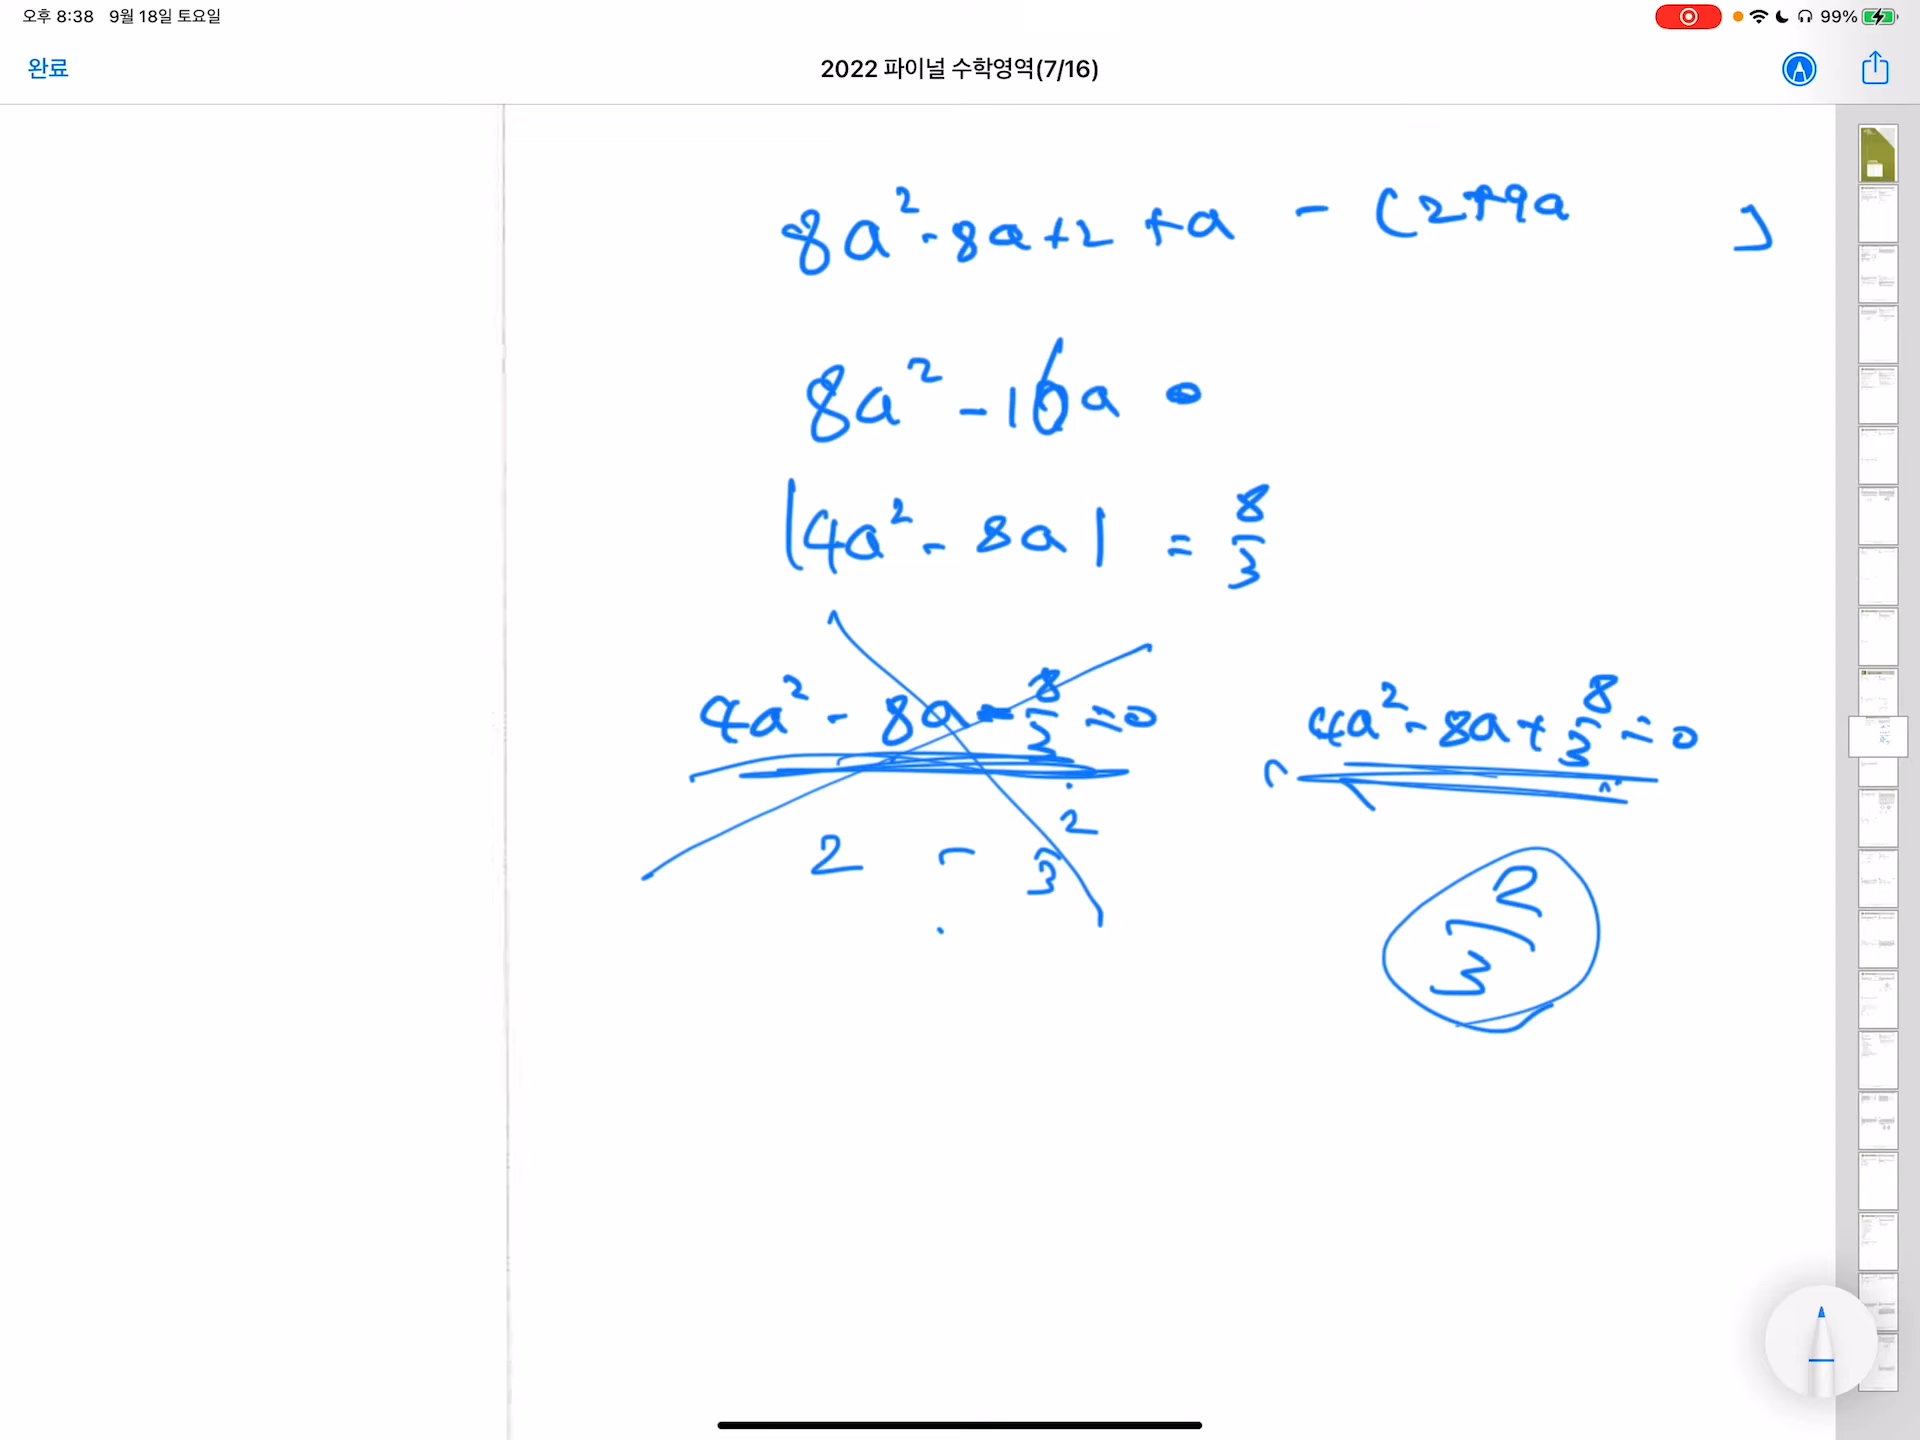 오후 8:38 9월 18일 토요일
99%
완료
2022 파이널 수학영역(7/16)
8a² - 8a + 2 + a - (2 + 9a )
8a² - 16a
|4a² - 8a| = 8/3
4a² - 8a - 8/3 = 0
4a² - 8a + 8/3 = 0
2 - 2/3
2/3